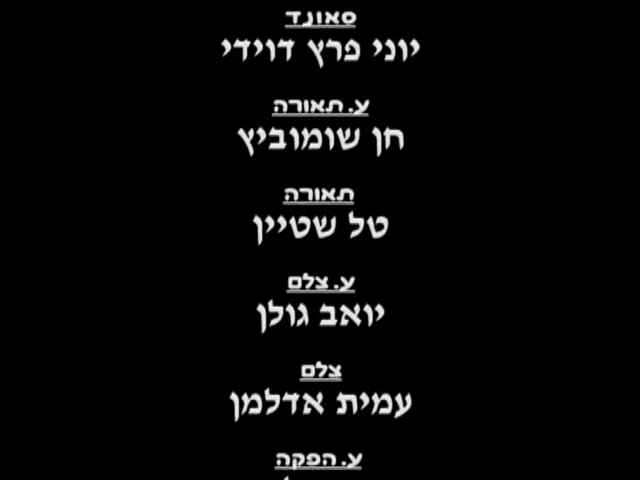 סאונד
יוני פרץ דוידי
ע. תאורה
חן שומוביץ
תאורה
טל שטיין
ע. צלם
יואב גולן
צלם
עמית אדלמן
ע. הפקה